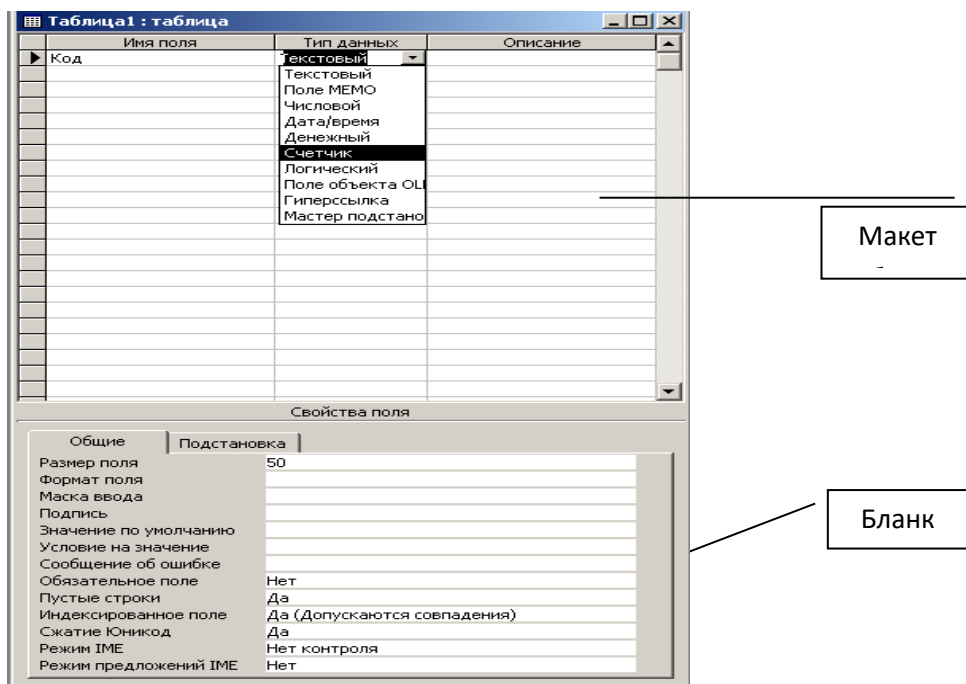 Таблица1 : таблица
Имя поля Тип данных Описание
Код Текстовый
Текстовый
Поле MEMO
Числовой
Дата/время
Денежный
Счетчик
Логический
Поле объекта OL
Гиперссылка
Мастер подстано
Макет
Свойства поля
Общие Подстановка
Размер поля 50
Формат поля
Маска ввода
Подпись
Значение по умолчанию
Условие на значение
Сообщение об ошибке
Обязательное поле Нет
Пустые строки Да
Индексированное поле Да (Допускаются совпадения)
Сжатие Юникод Да
Режим IME Нет контроля
Режим предложений IME Нет
Бланк